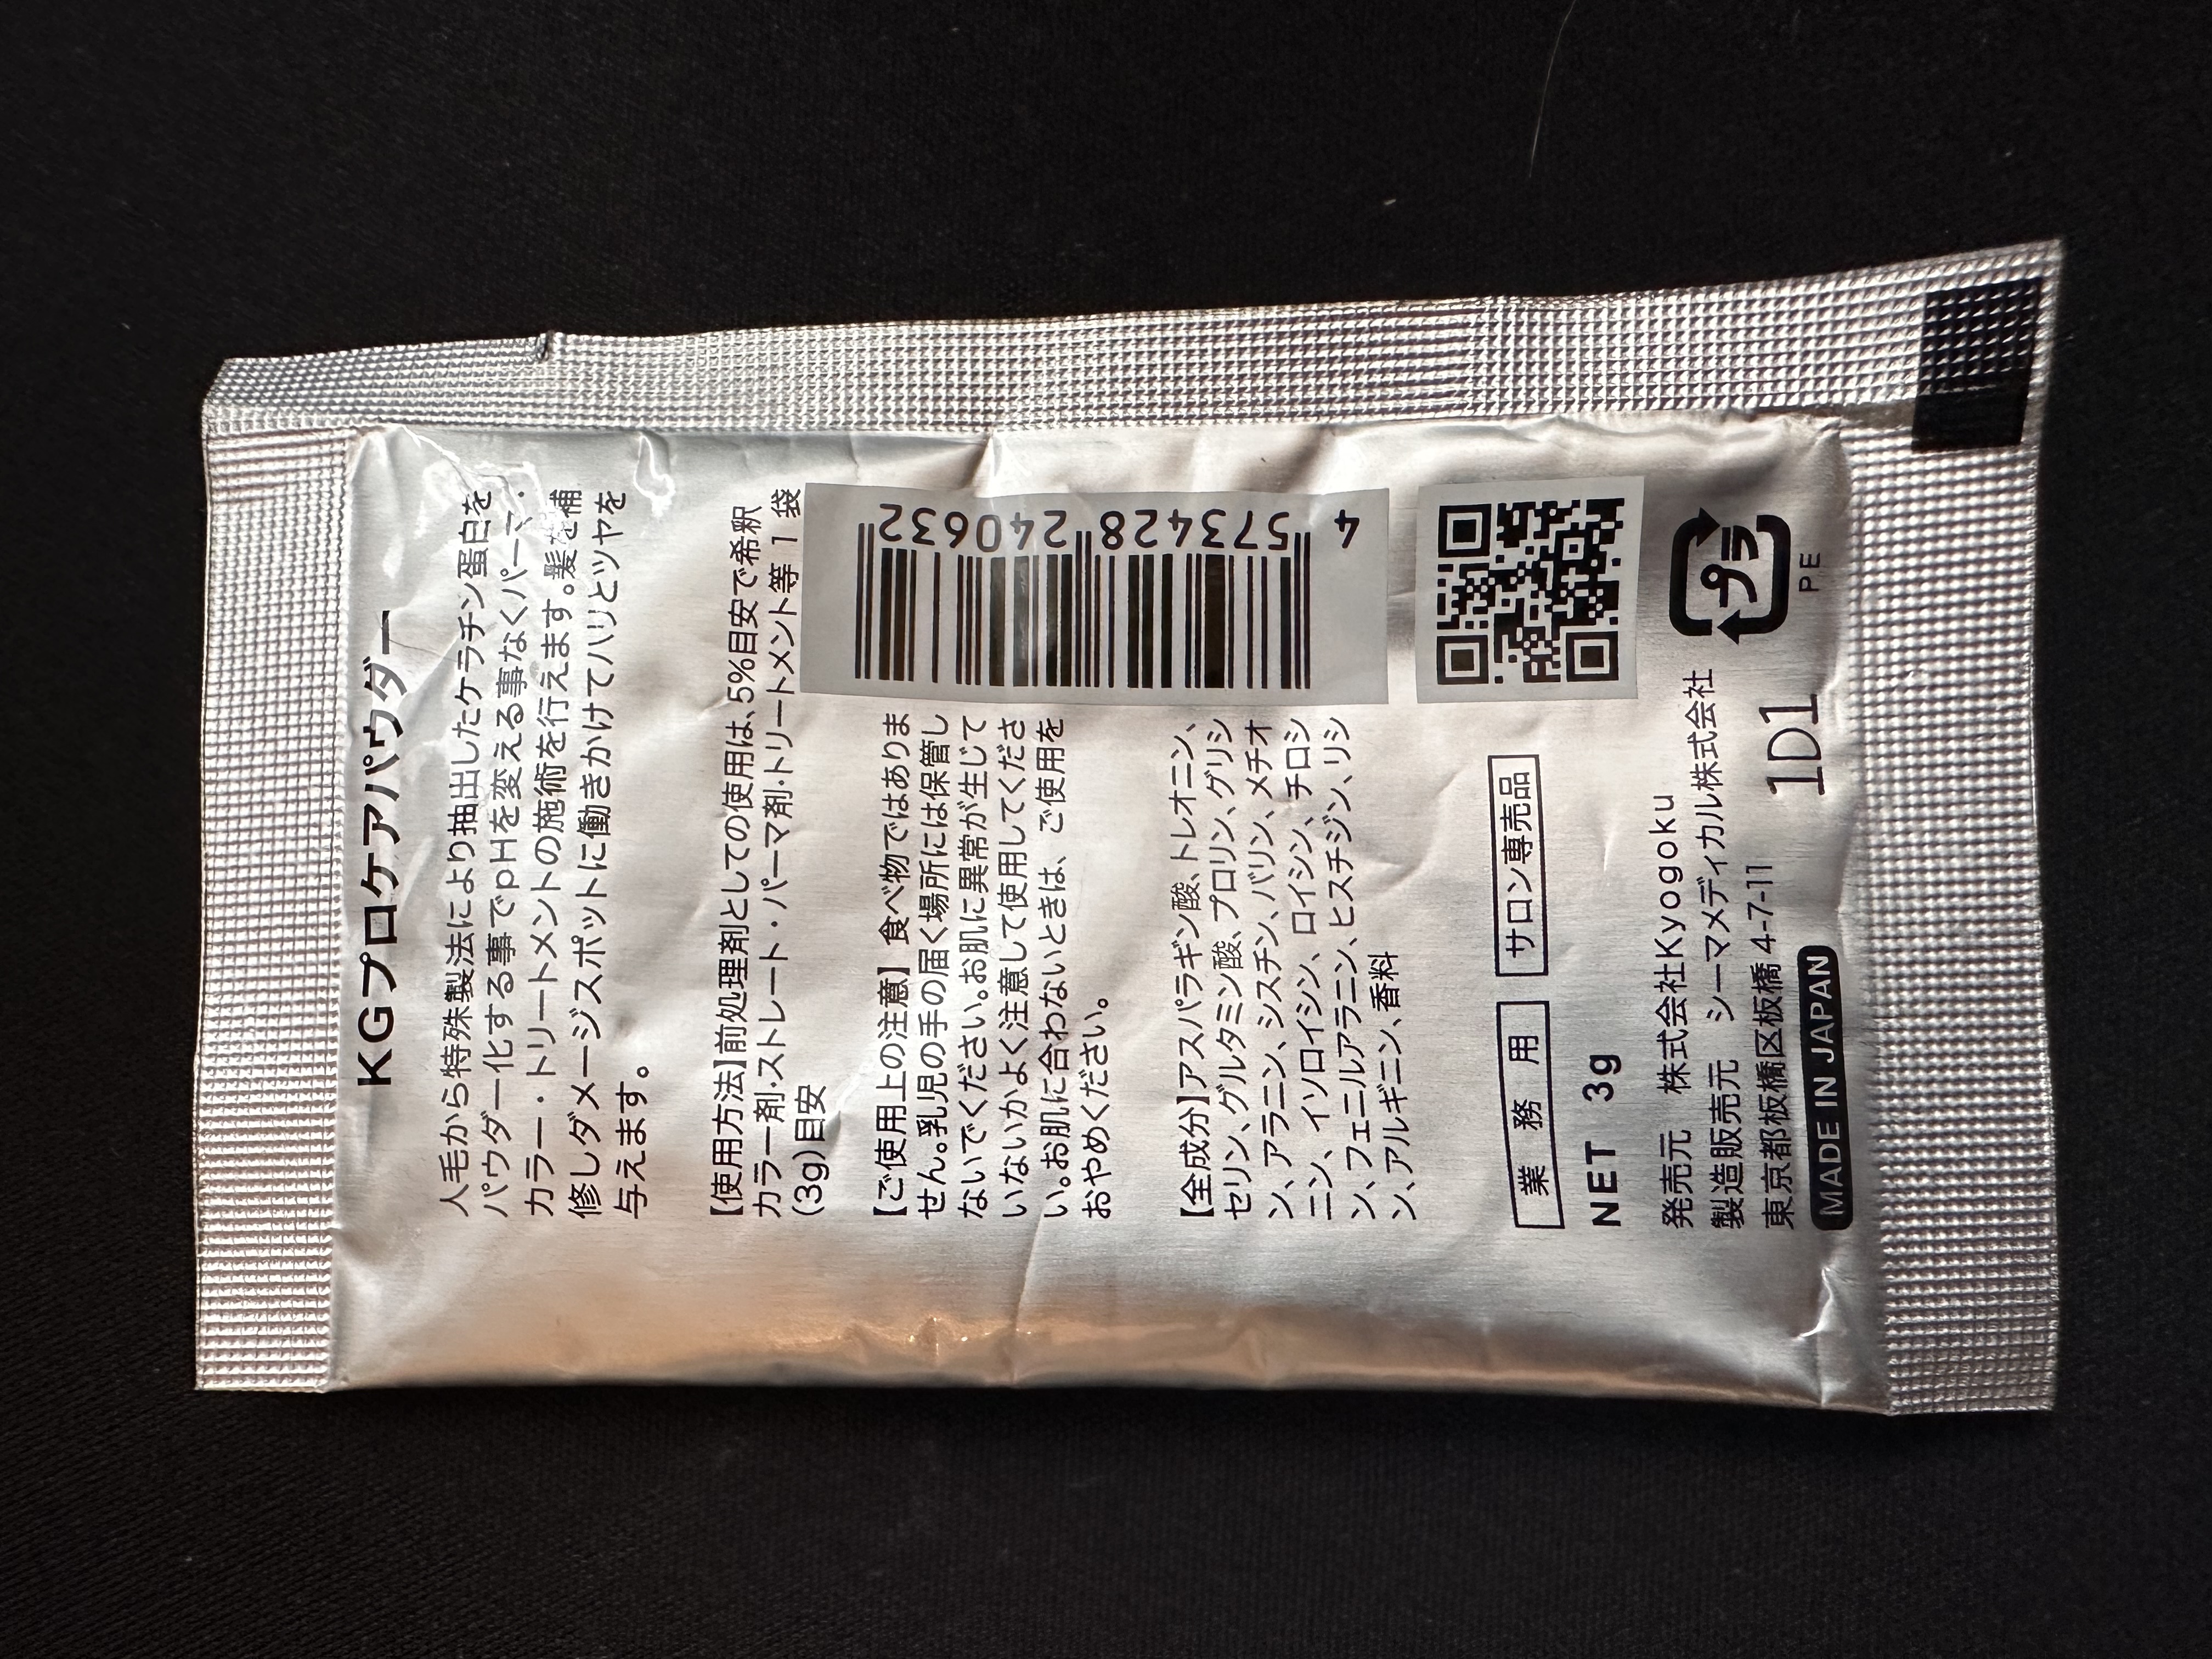 KGプロケアパウダー
人毛から特殊製法により抽出したケラチン蛋白を
パウダー化する事でpHを変える事なくパーマ・
カラー・トリートメントの施術を行えます。髪を補
修しダメージスポットに働きかけてハリとツヤを
与えます。
【使用方法】前処理剤としての使用は、5%目安で希釈
カラー剤・ストレート・パーマ剤・トリートメント等1袋
(3g)目安
【ご使用上の注意】食べ物ではありま
せん。乳児の手の届く場所には保管し
ないでください。お肌に異常が生じて
いないかよく注意して使用してくださ
い。お肌に合わないときは、ご使用を
おやめください。
4 573428 240632
【全成分】アスパラギン酸、トレオニン、
セリン、グルタミン酸、プロリン、グリシ
ン、アラニン、シスチン、バリン、メチオ
ニン、イソロイシン、ロイシン、チロシ
ン、フェニルアラニン、ヒスチジン、リシ
ン、アルギニン、香料
業務用 サロン専売品
NET 3g
発売元 株式会社Kyogoku
製造販売元 シーマメディカル株式会社
東京都板橋区板橋4-7-11
MADE IN JAPAN
1D1
プラ
PE